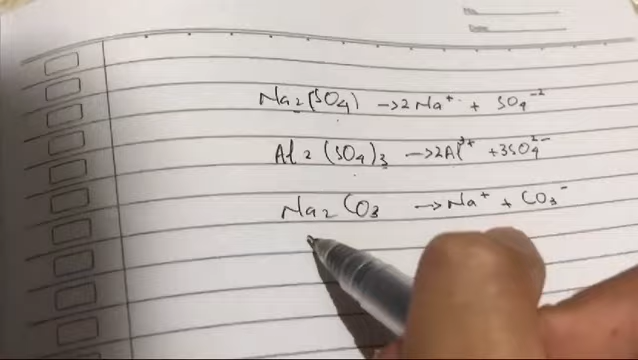 Na₂(SO₄) → 2Na⁺ + SO₄⁻²
Al₂(SO₄)₃ → 2Al³⁺ + 3SO₄²⁻
Na₂CO₃ → Na⁺ + CO₃⁻